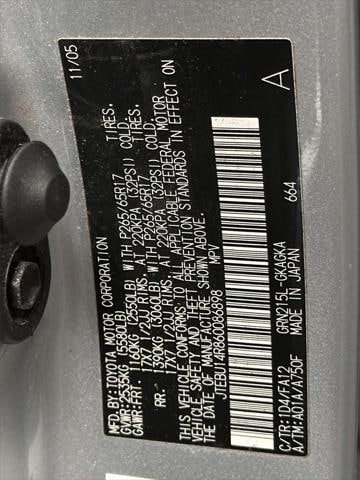 MFD.BY:TOYOTA MOTOR CORPORATION 11/05
GVWR:2535KG (5580LB)
GAWR:FRT. 1160KG (2550LB) WITH P265/65R17 TIRES,
17X7 1/2JJ RIMS, AT 220KPA (32PSI) COLD.
RR. 1390KG (3060LB) WITH P265/65R17 TIRES,
17X7 1/2JJ RIMS, AT 220KPA (32PSI) COLD.
THIS VEHICLE CONFORMS TO ALL APPLICABLE FEDERAL MOTOR
VEHICLE SAFETY AND THEFT PREVENTION STANDARDS IN EFFECT ON
THE DATE OF MANUFACTURE SHOWN ABOVE.
JTEBU14R860086898 MPV
A
664
GRN215L-GKAGKA
C/TR:1D4/FA12
A/TM:A01A/A750F MADE IN JAPAN